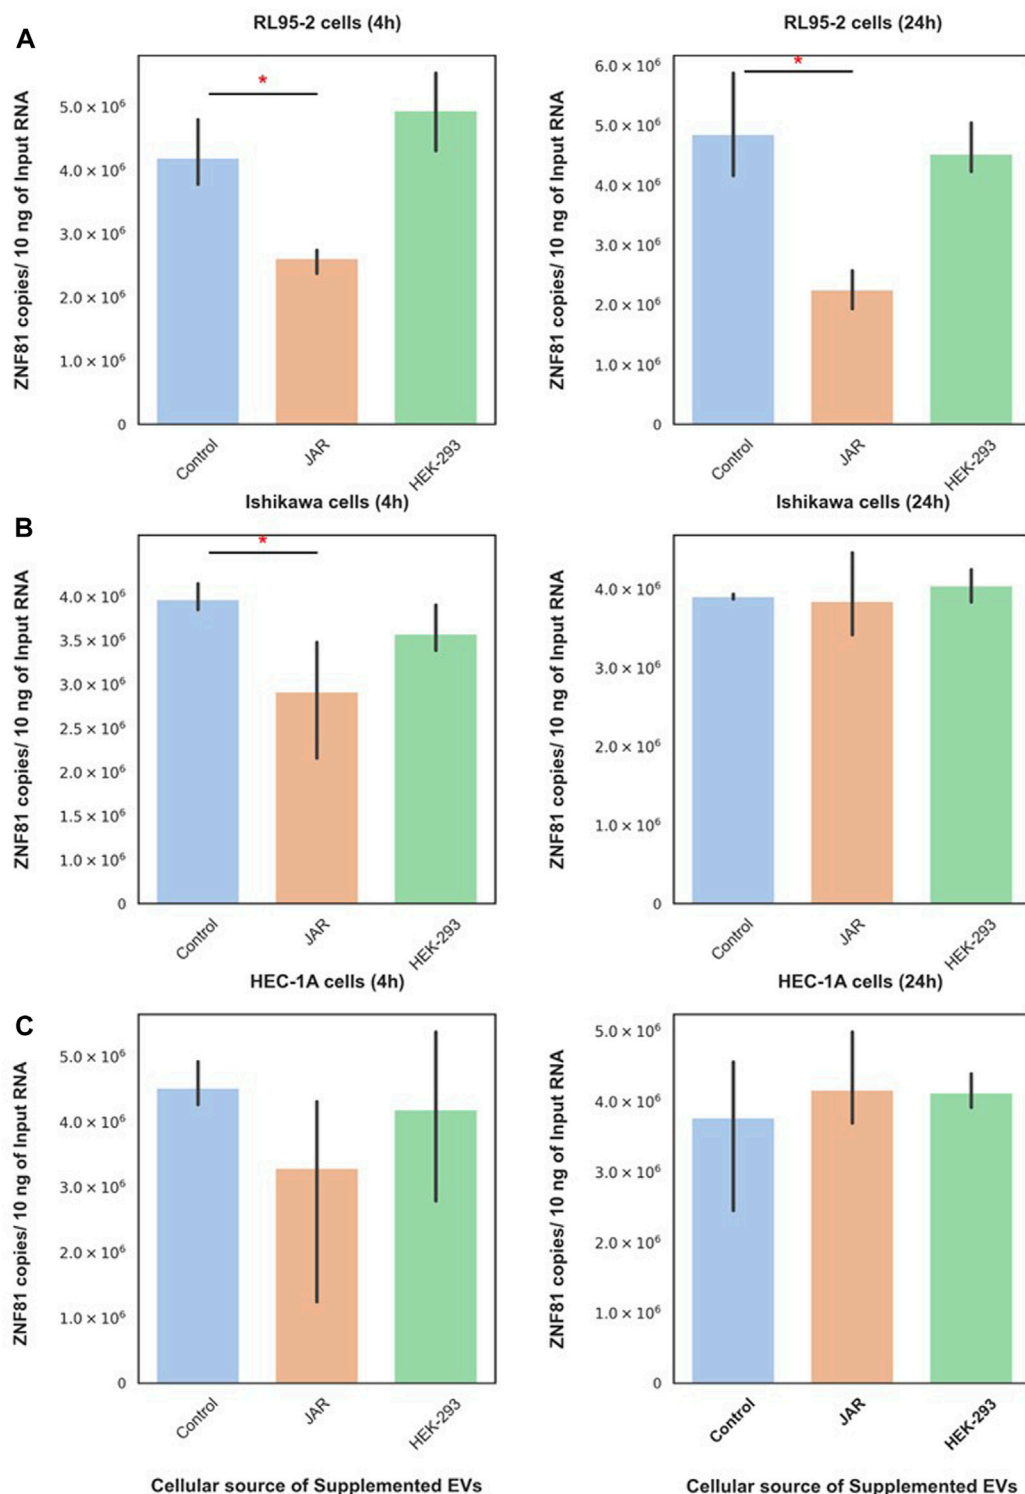 A
RL95-2 cells (4h)
ZNF81 copies/ 10 ng of Input RNA
5.0 × 10⁶
4.0 × 10⁶
3.0 × 10⁶
2.0 × 10⁶
1.0 × 10⁶
0
*
Control
JAR
HEK-293
RL95-2 cells (24h)
ZNF81 copies/ 10 ng of Input RNA
6.0 × 10⁶
5.0 × 10⁶
4.0 × 10⁶
3.0 × 10⁶
2.0 × 10⁶
1.0 × 10⁶
0
*
Control
JAR
HEK-293
B
Ishikawa cells (4h)
ZNF81 copies/ 10 ng of Input RNA
4.0 × 10⁶
3.5 × 10⁶
3.0 × 10⁶
2.5 × 10⁶
2.0 × 10⁶
1.5 × 10⁶
1.0 × 10⁶
0
*
Control
JAR
HEK-293
Ishikawa cells (24h)
ZNF81 copies/ 10 ng of Input RNA
4.0 × 10⁶
3.0 × 10⁶
2.0 × 10⁶
1.0 × 10⁶
0
Control
JAR
HEK-293
C
HEC-1A cells (4h)
ZNF81 copies/ 10 ng of Input RNA
5.0 × 10⁶
4.0 × 10⁶
3.0 × 10⁶
2.0 × 10⁶
1.0 × 10⁶
0
Control
JAR
HEK-293
Cellular source of Supplemented EVs
HEC-1A cells (24h)
ZNF81 copies/ 10 ng of Input RNA
5.0 × 10⁶
4.0 × 10⁶
3.0 × 10⁶
2.0 × 10⁶
1.0 × 10⁶
0
Control
JAR
HEK-293
Cellular source of Supplemented EVs